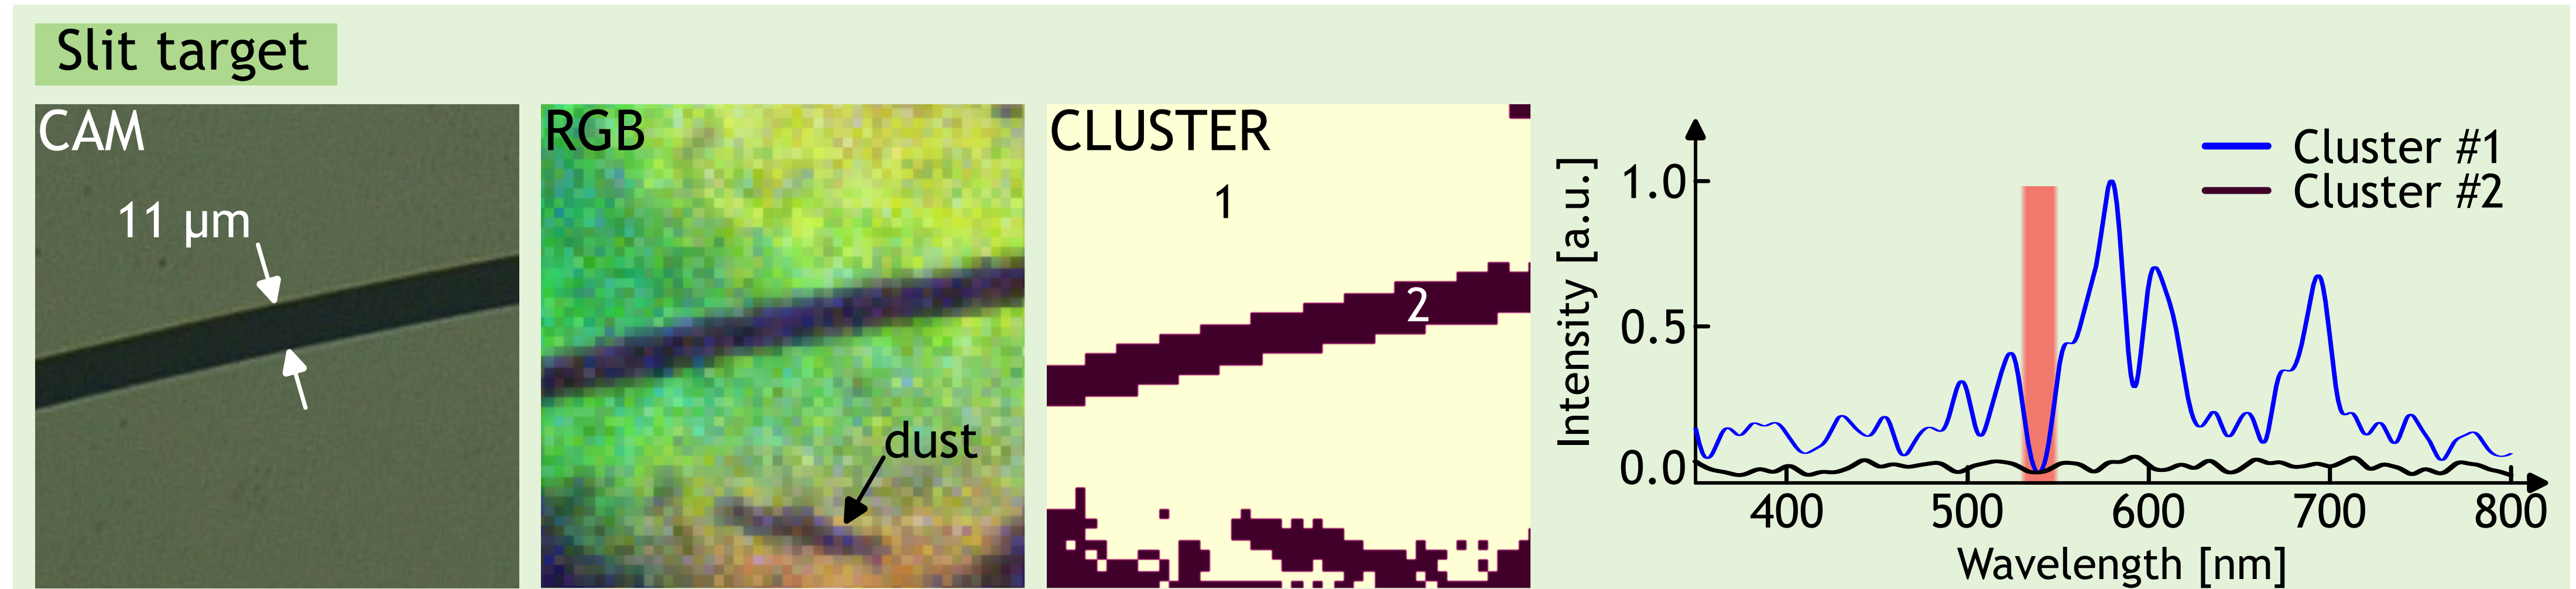 Slit target
CAM
11 µm
RGB
dust
CLUSTER
1
2
Intensity [a.u.]
1.0
0.5
0.0
Cluster #1
Cluster #2
400 500 600 700 800
Wavelength [nm]